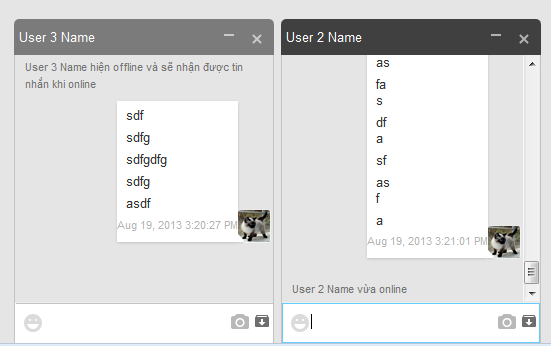 User 3 Name
User 3 Name hiện offline và sẽ nhận được tin
nhắn khi online
sdf
sdfg
sdfgdfg
sdfg
asdf
Aug 19, 2013 3:20:27 PM
User 2 Name
as
fa
s
df
a
sf
as
f
a
Aug 19, 2013 3:21:01 PM
User 2 Name vừa online